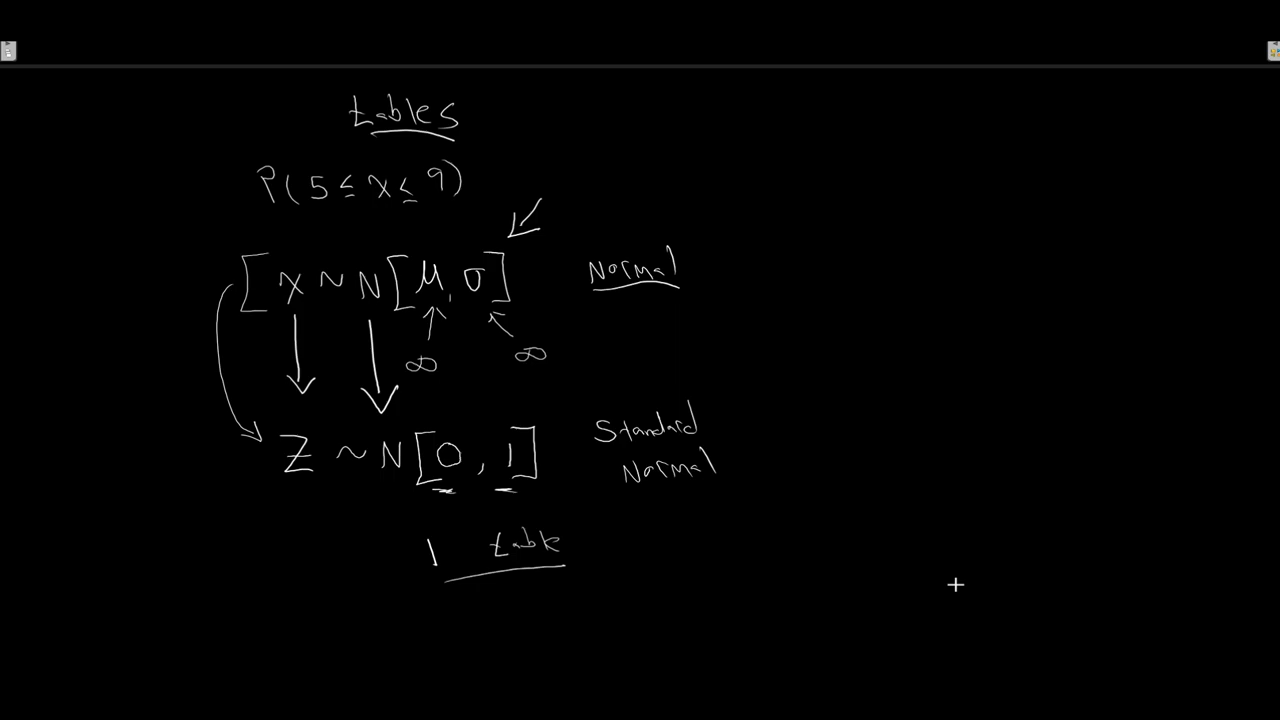 tables
P( 5 ≤ x ≤ 9)
[ x ~ N [ μ, σ ] Normal
∞ ∞
Z ~ N [ 0 , 1 ] Standard
Normal
1 table